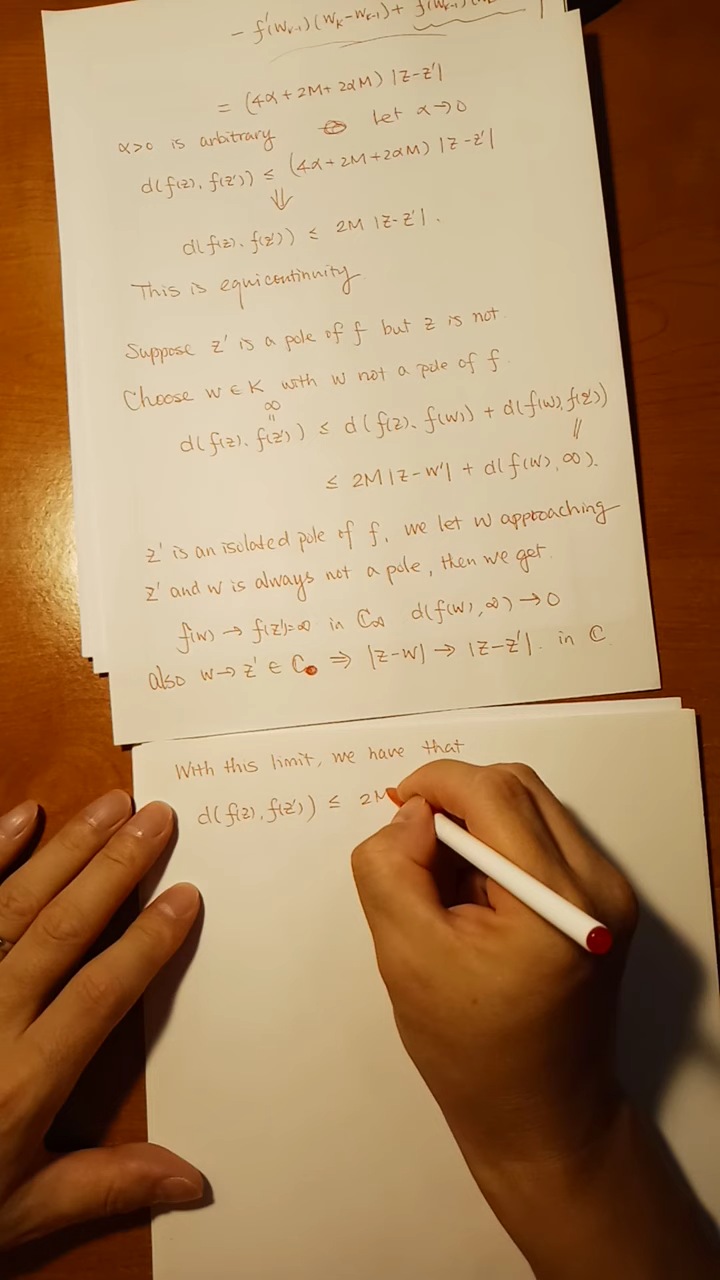 - f'(w_{k-1})(w_k-w_{k-1})+ f(w_{k-1})
= (4α+2M+2αM) |z-z'|
α>0 is arbitrary let α→0
d(f(z), f(z')) ≤ (4α+2M+2αM) |z-z'|
⇓
d(f(z), f(z')) ≤ 2M |z-z'|.
This is equicontinuity
Suppose z' is a pole of f but z is not.
Choose w ∈ K with w not a pole of f.
∞
=
d(f(z), f(z')) ≤ d(f(z), f(w)) + d(f(w), f(z'))
=
≤ 2M |z-w'| + d(f(w), ∞).
z' is an isolated pole of f, we let w approaching
z' and w is always not a pole, then we get.
f(w) → f(z')=∞ in C∞ d(f(w), ∞) → 0
also w→z' ∈ C ⇒ |z-w| → |z-z'|. in C.
With this limit, we have that
d(f(z), f(z')) ≤ 2M